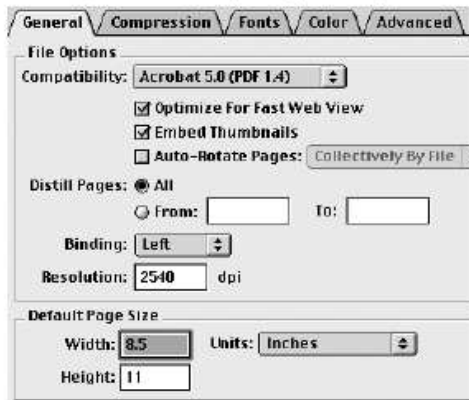 General Compression Fonts Color Advanced
File Options
Compatibility: Acrobat 5.0 (PDF 1.4)
Optimize For Fast Web View
Embed Thumbnails
Auto-Rotate Pages: Collectively By File
Distill Pages: All
From: To:
Binding: Left
Resolution: 2540 dpi
Default Page Size
Width: 8.5 Units: Inches
Height: 11